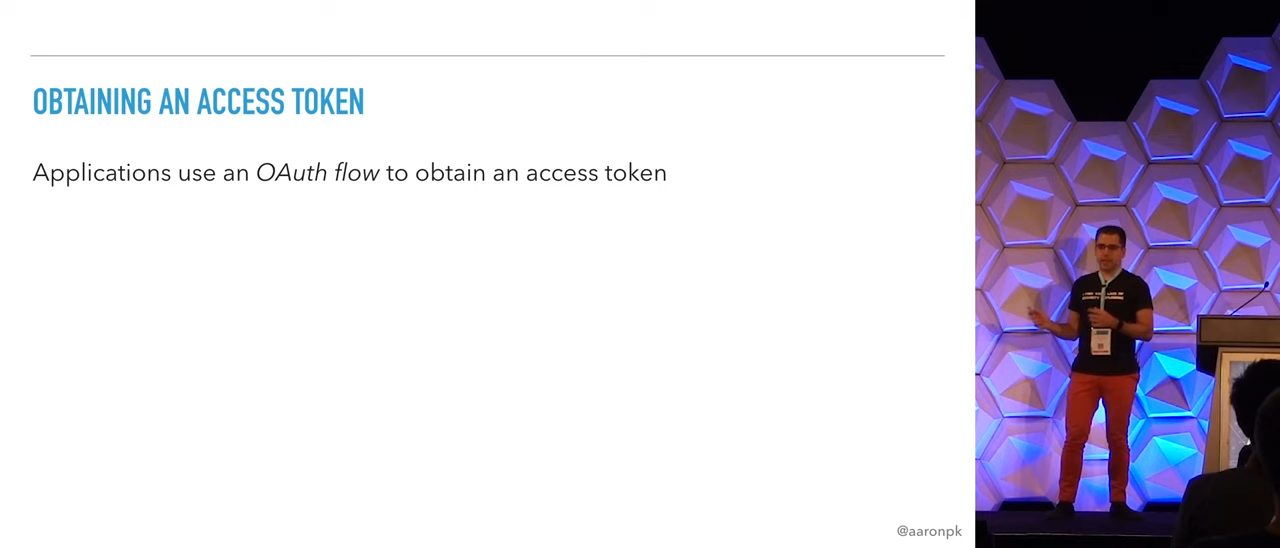 OBTAINING AN ACCESS TOKEN
Applications use an OAuth flow to obtain an access token
@aaronpk